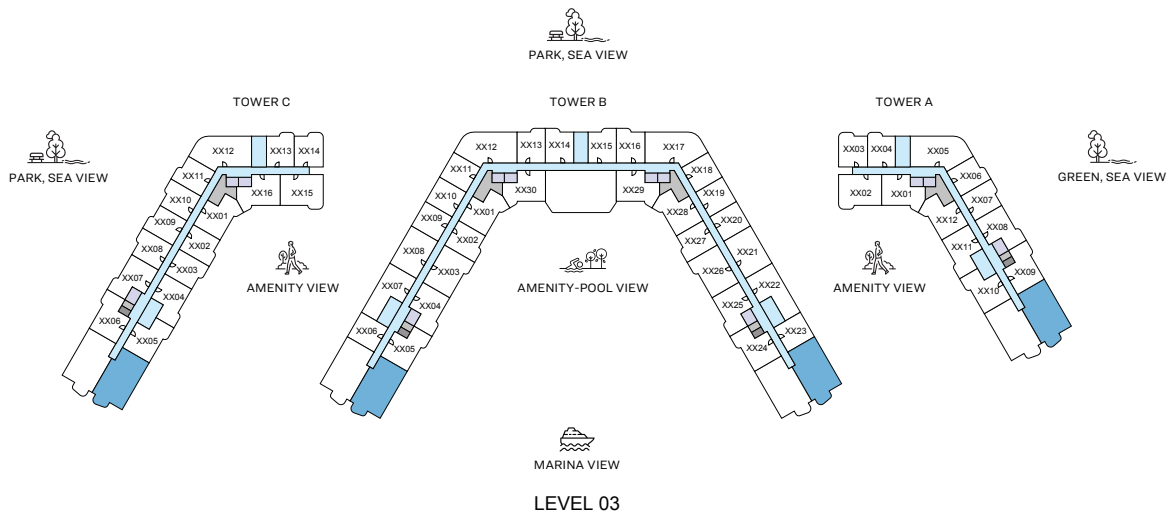 PARK, SEA VIEW
TOWER C
TOWER B
TOWER A
PARK, SEA VIEW
GREEN, SEA VIEW
XX12
XX13
XX14
XX11
XX10
XX09
XX08
XX07
XX06
XX01
XX16
XX15
XX02
XX03
XX04
XX05
XX12
XX13
XX14
XX15
XX16
XX17
XX11
XX10
XX09
XX08
XX07
XX06
XX30
XX01
XX02
XX03
XX04
XX05
XX29
XX28
XX27
XX26
XX25
XX24
XX18
XX19
XX20
XX21
XX22
XX23
XX03
XX04
XX05
XX02
XX01
XX06
XX07
XX08
XX09
XX12
XX11
XX10
AMENITY VIEW
AMENITY-POOL VIEW
AMENITY VIEW
MARINA VIEW
LEVEL 03